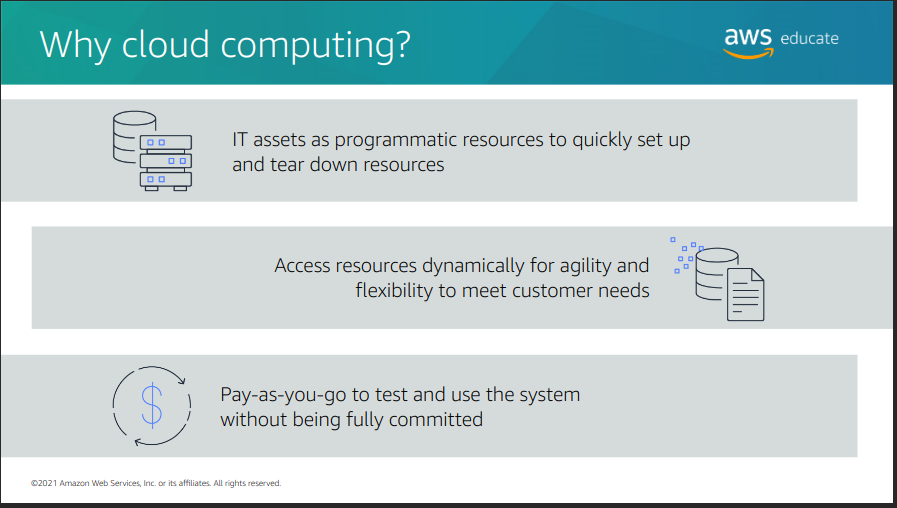 Why cloud computing?
aws educate
IT assets as programmatic resources to quickly set up
and tear down resources
Access resources dynamically for agility and
flexibility to meet customer needs
$
Pay-as-you-go to test and use the system
without being fully committed
©2021 Amazon Web Services, Inc. or its affiliates. All rights reserved.